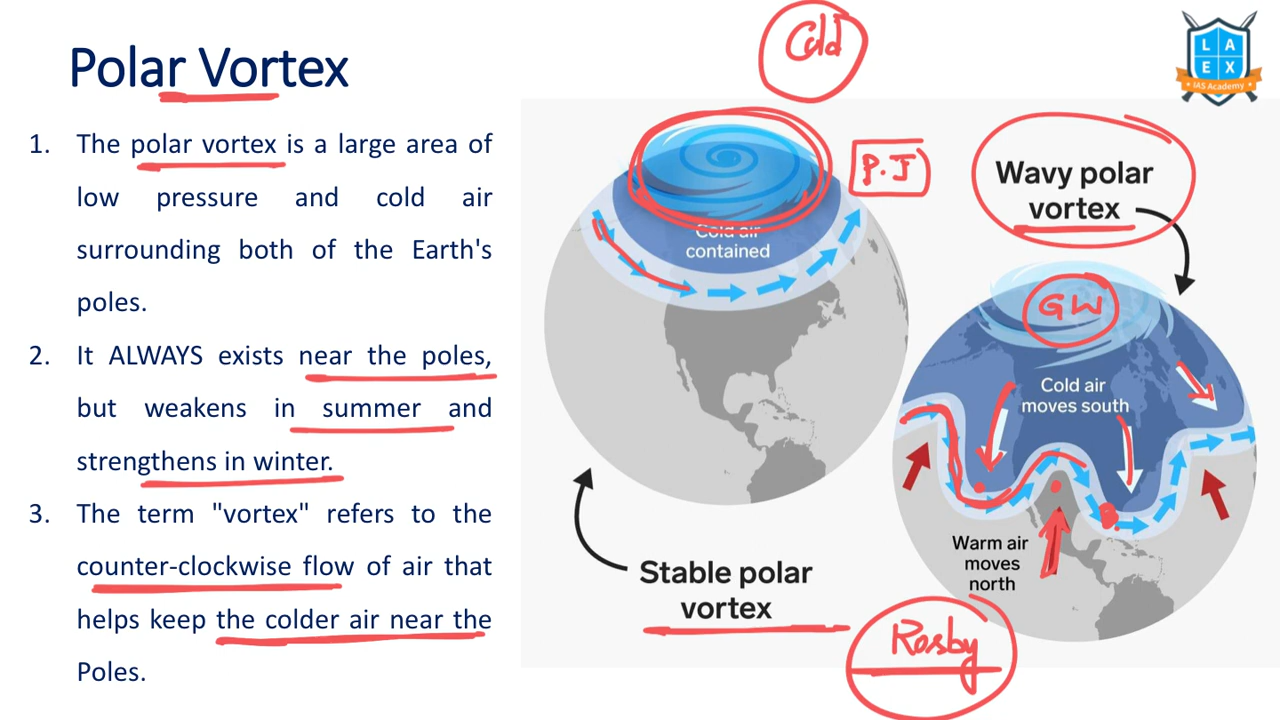 Polar Vortex
1. The polar vortex is a large area of
low pressure and cold air
surrounding both of the Earth's
poles.
2. It ALWAYS exists near the poles,
but weakens in summer and
strengthens in winter.
3. The term "vortex" refers to the
counter-clockwise flow of air that
helps keep the colder air near the
Poles.
Cold
P.J
Cold air
contained
Stable polar
vortex
Wavy polar
vortex
GW
Cold air
moves south
Warm air
moves
north
Rosby
L A
E X
IAS Academy